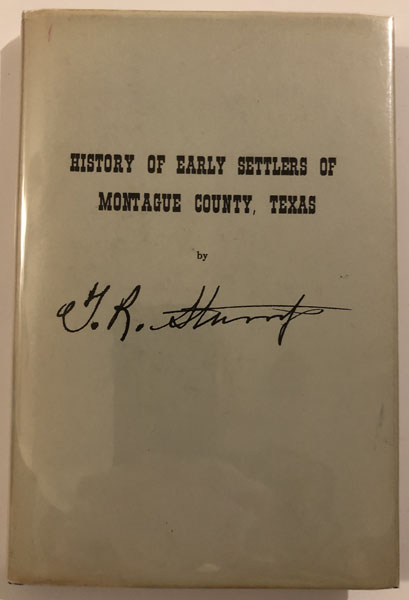 HISTORY OF EARLY SETTLERS OF
MONTAGUE COUNTY, TEXAS
by
R.